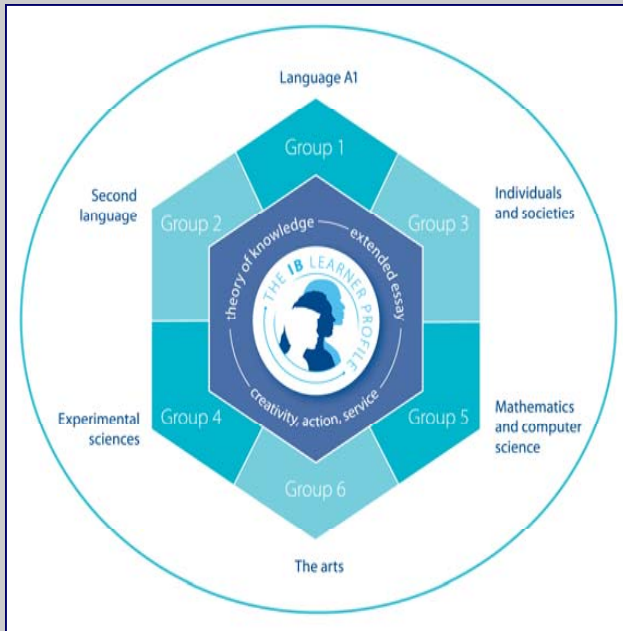 Language A1
Group 1
Second
language
Group 2
Group 3
Individuals
and societies
theory of knowledge
extended essay
THE IB LEARNER PROFILE
creativity, action, service
Experimental
sciences
Group 4
Group 5
Mathematics
and computer
science
Group 6
The arts